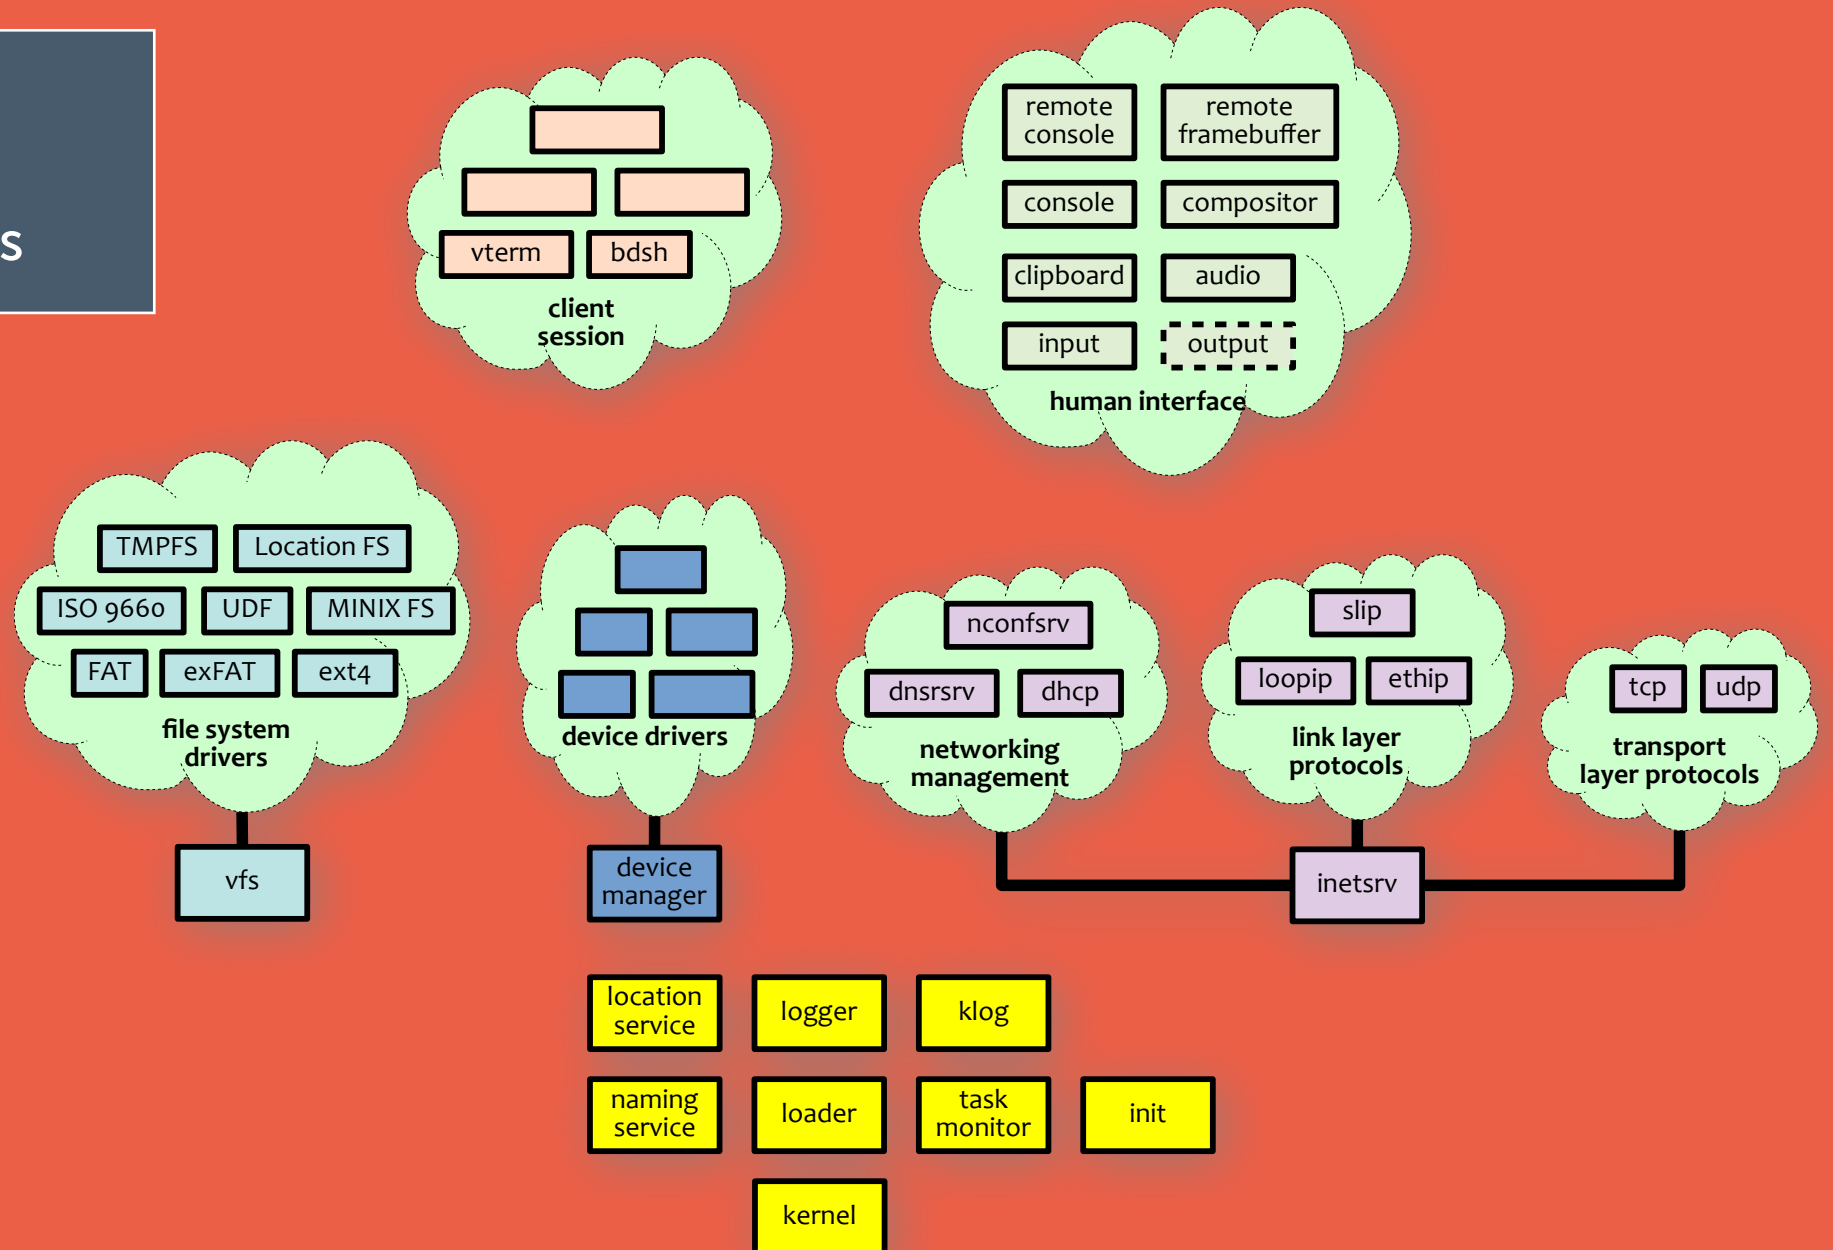 s
vterm
bdsh
client
session
remote
console
remote
framebuffer
console
compositor
clipboard
audio
input
output
human interface
TMPFS
Location FS
ISO 9660
UDF
MINIX FS
FAT
exFAT
ext4
file system
drivers
device drivers
nconfsrv
dnsrsrv
dhcp
networking
management
slip
loopip
ethip
link layer
protocols
tcp
udp
transport
layer protocols
vfs
device
manager
inetsrv
location
service
logger
klog
naming
service
loader
task
monitor
init
kernel